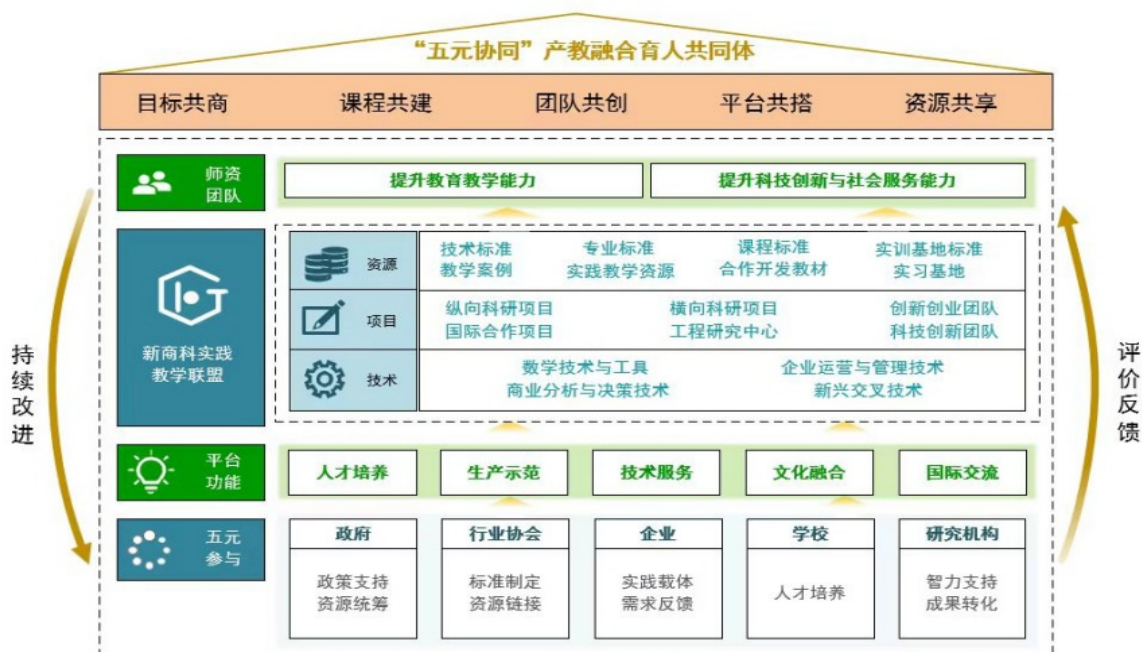 “五元协同”产教融合育人共同体
目标共商 课程共建 团队共创 平台共搭 资源共享
师资
团队
提升教育教学能力 提升科技创新与社会服务能力
新商科实践
教学联盟
资源
技术标准 专业标准 课程标准 实训基地标准
教学案例 实践教学资源 合作开发教材 实习基地
项目
纵向科研项目 横向科研项目 创新创业团队
国际合作项目 工程研究中心 科技创新团队
技术
数学技术与工具 企业运营与管理技术
商业分析与决策技术 新兴交叉技术
平台
功能
人才培养 生产示范 技术服务 文化融合 国际交流
五元
参与
政府 行业协会 企业 学校 研究机构
政策支持 标准制定 实践载体 人才培养 智力支持
资源统筹 资源链接 需求反馈 成果转化
持续改进
评价反馈